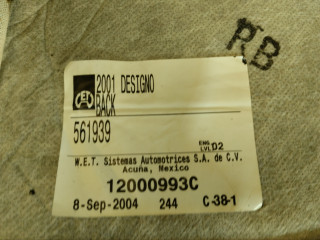 RB
2001 DESIGNO
BACK
561939
ENG
LVL D2
W.E.T. Sistemas Automotrices S.A. de C.V.
Acuña, Mexico
12000993C
8-Sep-2004 244 C-38-1